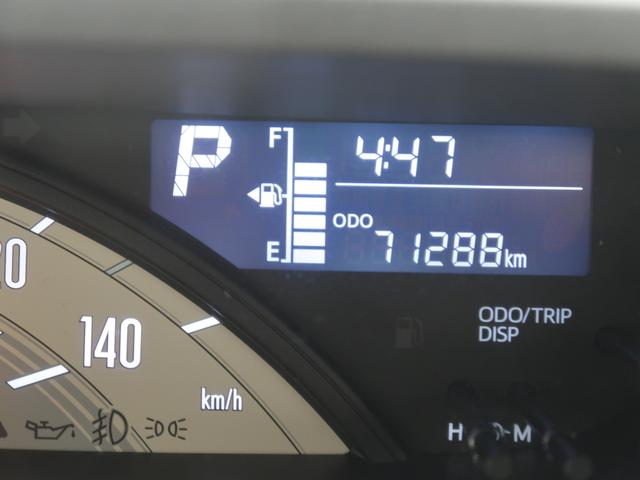 P
F
4:47
ODO
E
71288km
ODO/TRIP
DISP
20
140
km/h
H
M